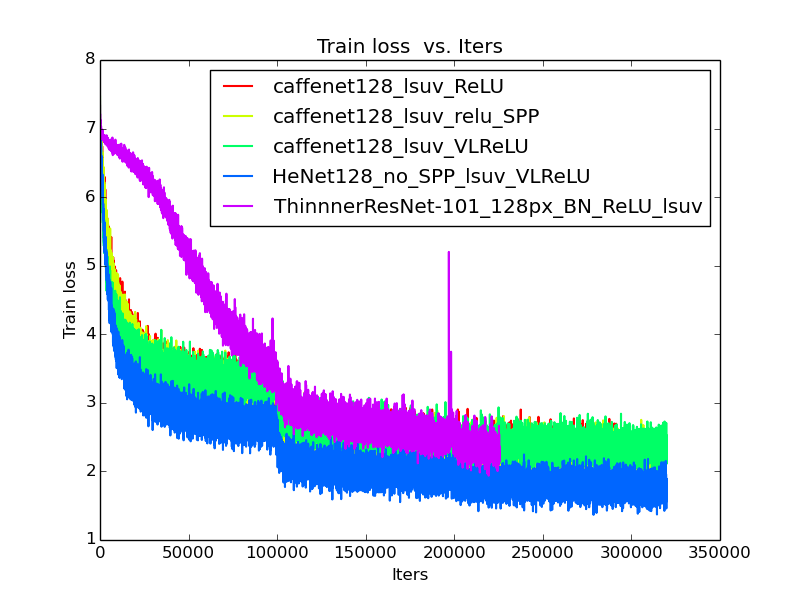 Train loss  vs. Iters
8
7
6
5
4
3
2
1
Train loss
caffenet128_lsuv_ReLU
caffenet128_lsuv_relu_SPP
caffenet128_lsuv_VLReLU
HeNet128_no_SPP_lsuv_VLReLU
ThinnnerResNet-101_128px_BN_ReLU_lsuv
0 50000 100000 150000 200000 250000 300000 350000
Iters